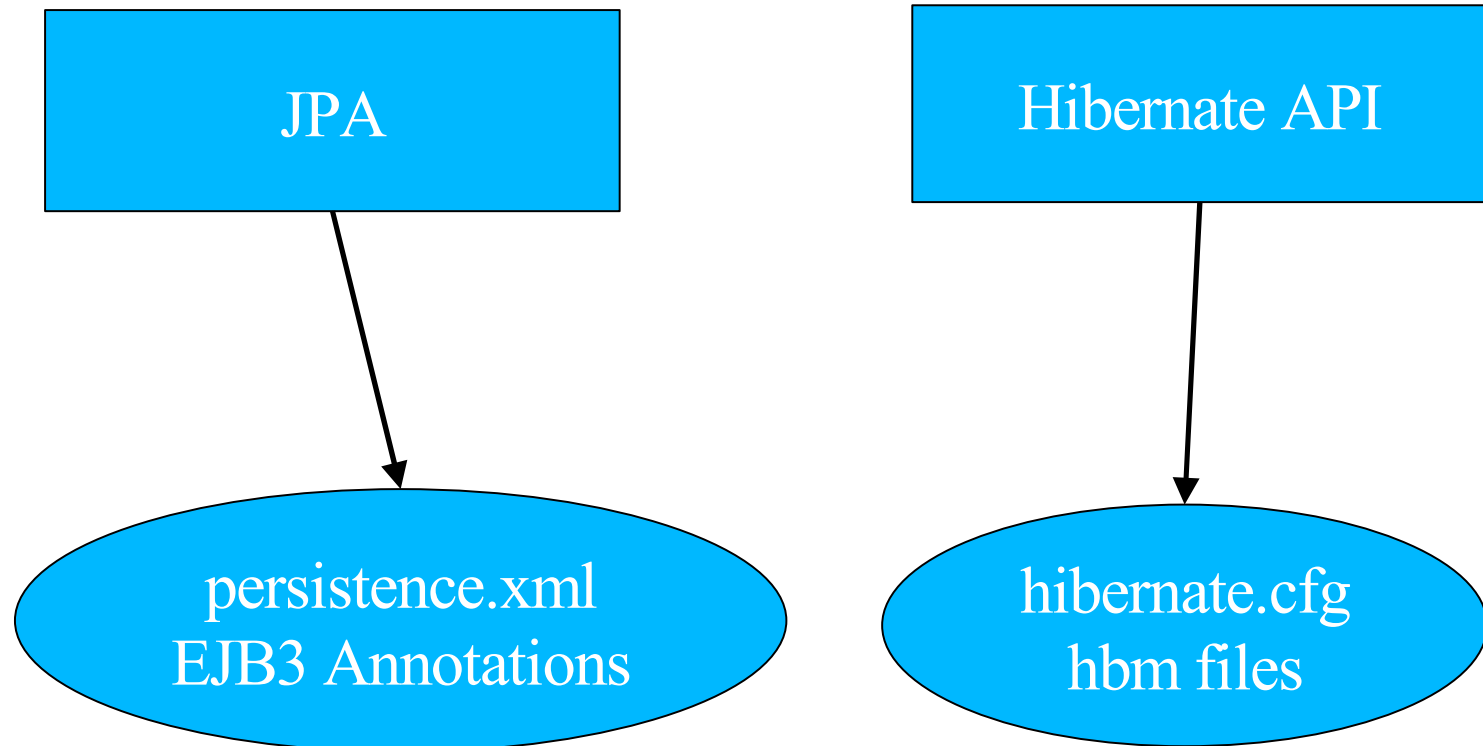 JPA
Hibernate API
persistence.xml
EJB3 Annotations
hibernate.cfg
hbm files